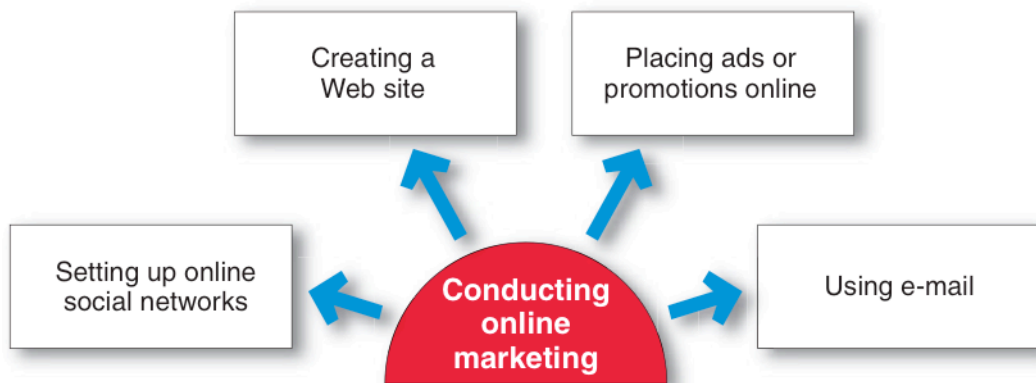 Creating a
Web site
Placing ads or
promotions online
Setting up online
social networks
Conducting
online
marketing
Using e-mail